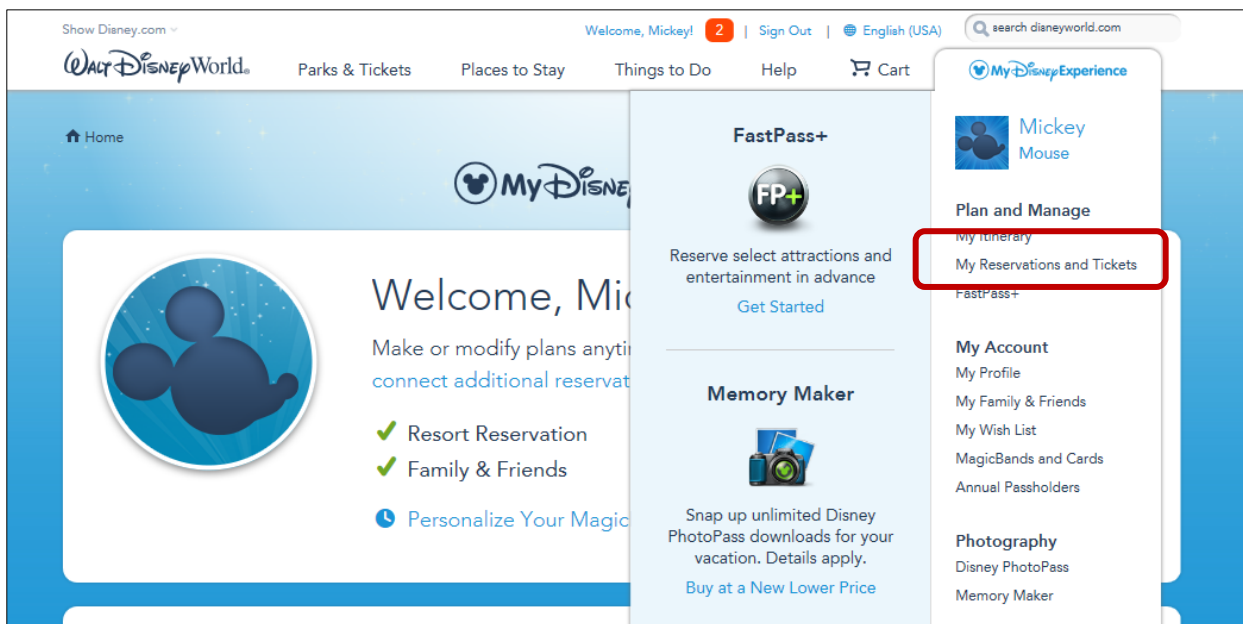 Show Disney.com
Welcome, Mickey! 2 | Sign Out | English (USA)
search disneyworld.com
WALT DISNEY World.
Parks & Tickets
Places to Stay
Things to Do
Help
Cart
My Disney Experience
Home
My Disne
Welcome, Mic
Make or modify plans anyti
connect additional reservat
Resort Reservation
Family & Friends
Personalize Your Magic
FastPass+
FP+
Reserve select attractions and
entertainment in advance
Get Started
Memory Maker
Snap up unlimited Disney
PhotoPass downloads for your
vacation. Details apply.
Buy at a New Lower Price
Mickey
Mouse
Plan and Manage
My Itinerary
My Reservations and Tickets
FastPass+
My Account
My Profile
My Family & Friends
My Wish List
MagicBands and Cards
Annual Passholders
Photography
Disney PhotoPass
Memory Maker